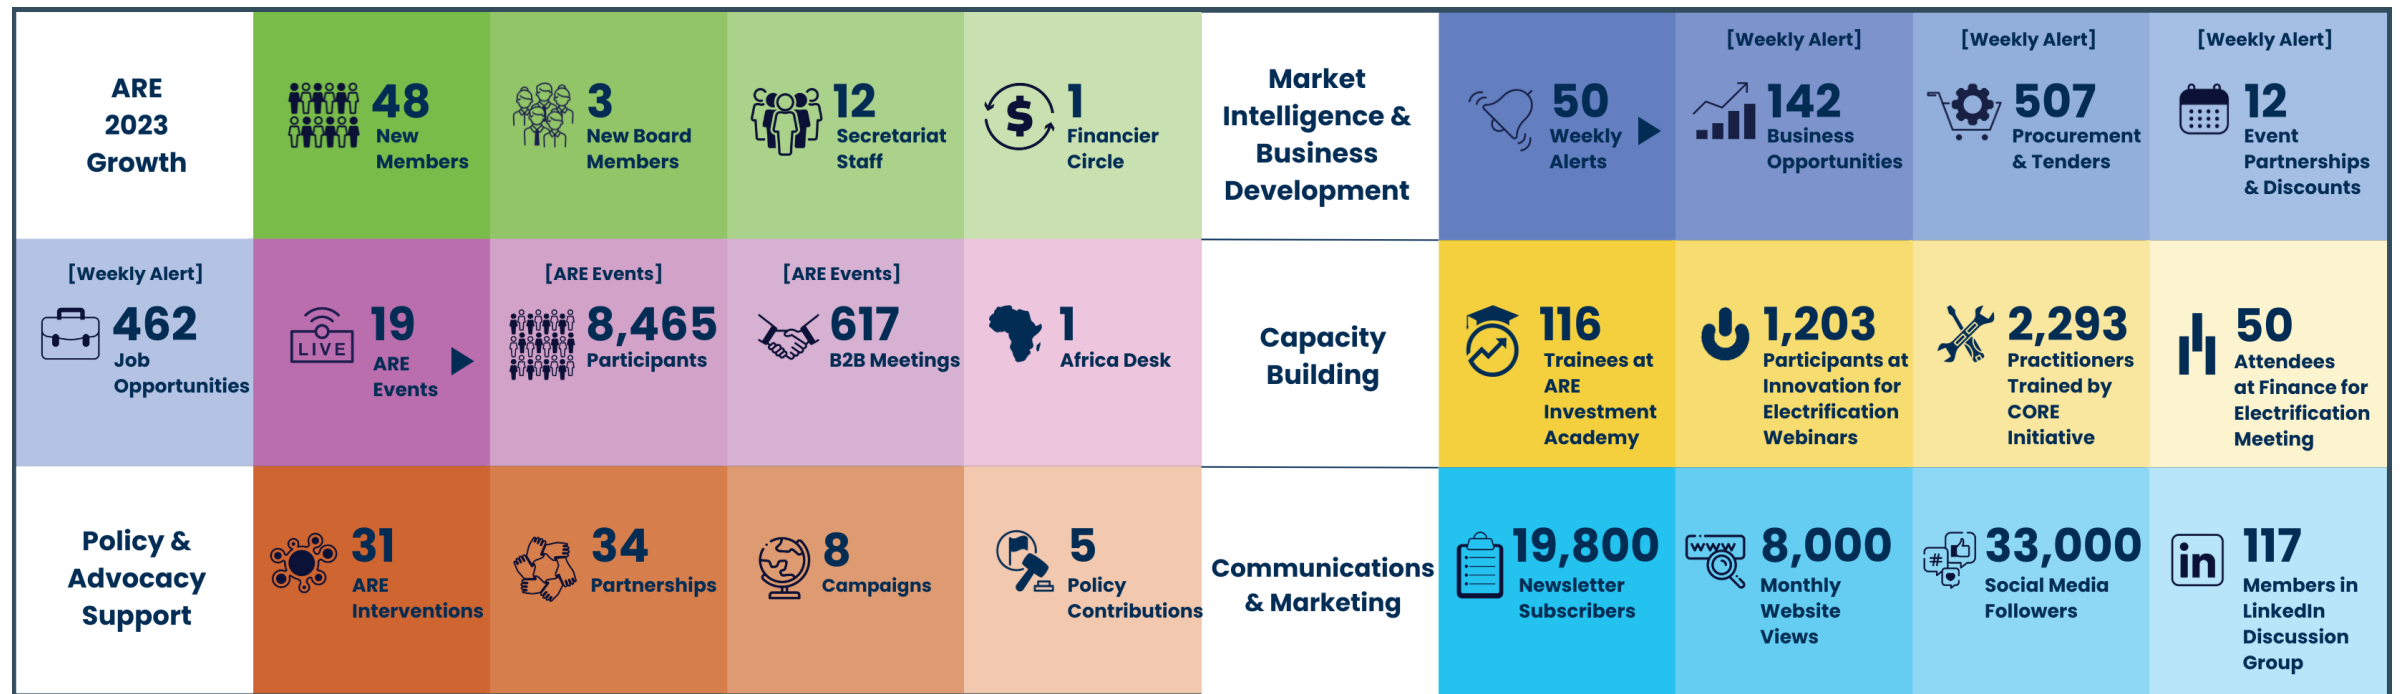 ARE
2023
Growth
48
New
Members
3
New Board
Members
12
Secretariat
Staff
1
Financier
Circle
Market
Intelligence &
Business
Development
50
Weekly
Alerts
[Weekly Alert]
142
Business
Opportunities
[Weekly Alert]
507
Procurement
& Tenders
[Weekly Alert]
12
Event
Partnerships
& Discounts
[Weekly Alert]
462
Job
Opportunities
LIVE
19
ARE
Events
[ARE Events]
8,465
Participants
[ARE Events]
617
B2B Meetings
1
Africa Desk
Capacity
Building
116
Trainees at
ARE
Investment
Academy
1,203
Participants at
Innovation for
Electrification
Webinars
2,293
Practitioners
Trained by
CORE
Initiative
50
Attendees
at Finance for
Electrification
Meeting
Policy &
Advocacy
Support
31
ARE
Interventions
34
Partnerships
8
Campaigns
5
Policy
Contributions
Communications
& Marketing
19,800
Newsletter
Subscribers
www
8,000
Monthly
Website
Views
#
33,000
Social Media
Followers
in
117
Members in
LinkedIn
Discussion
Group